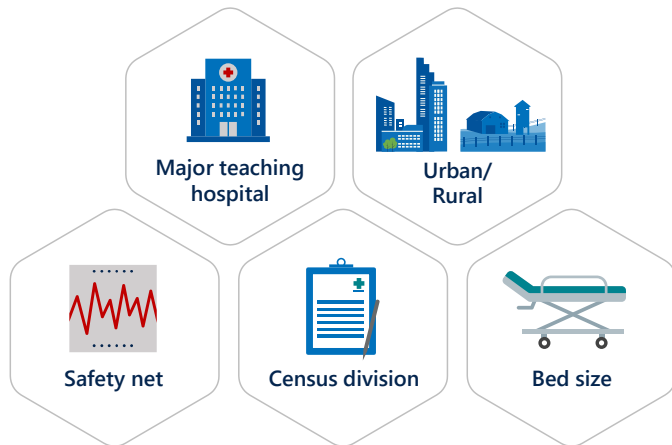 Major teaching
hospital
Urban/
Rural
Safety net
Census division
Bed size